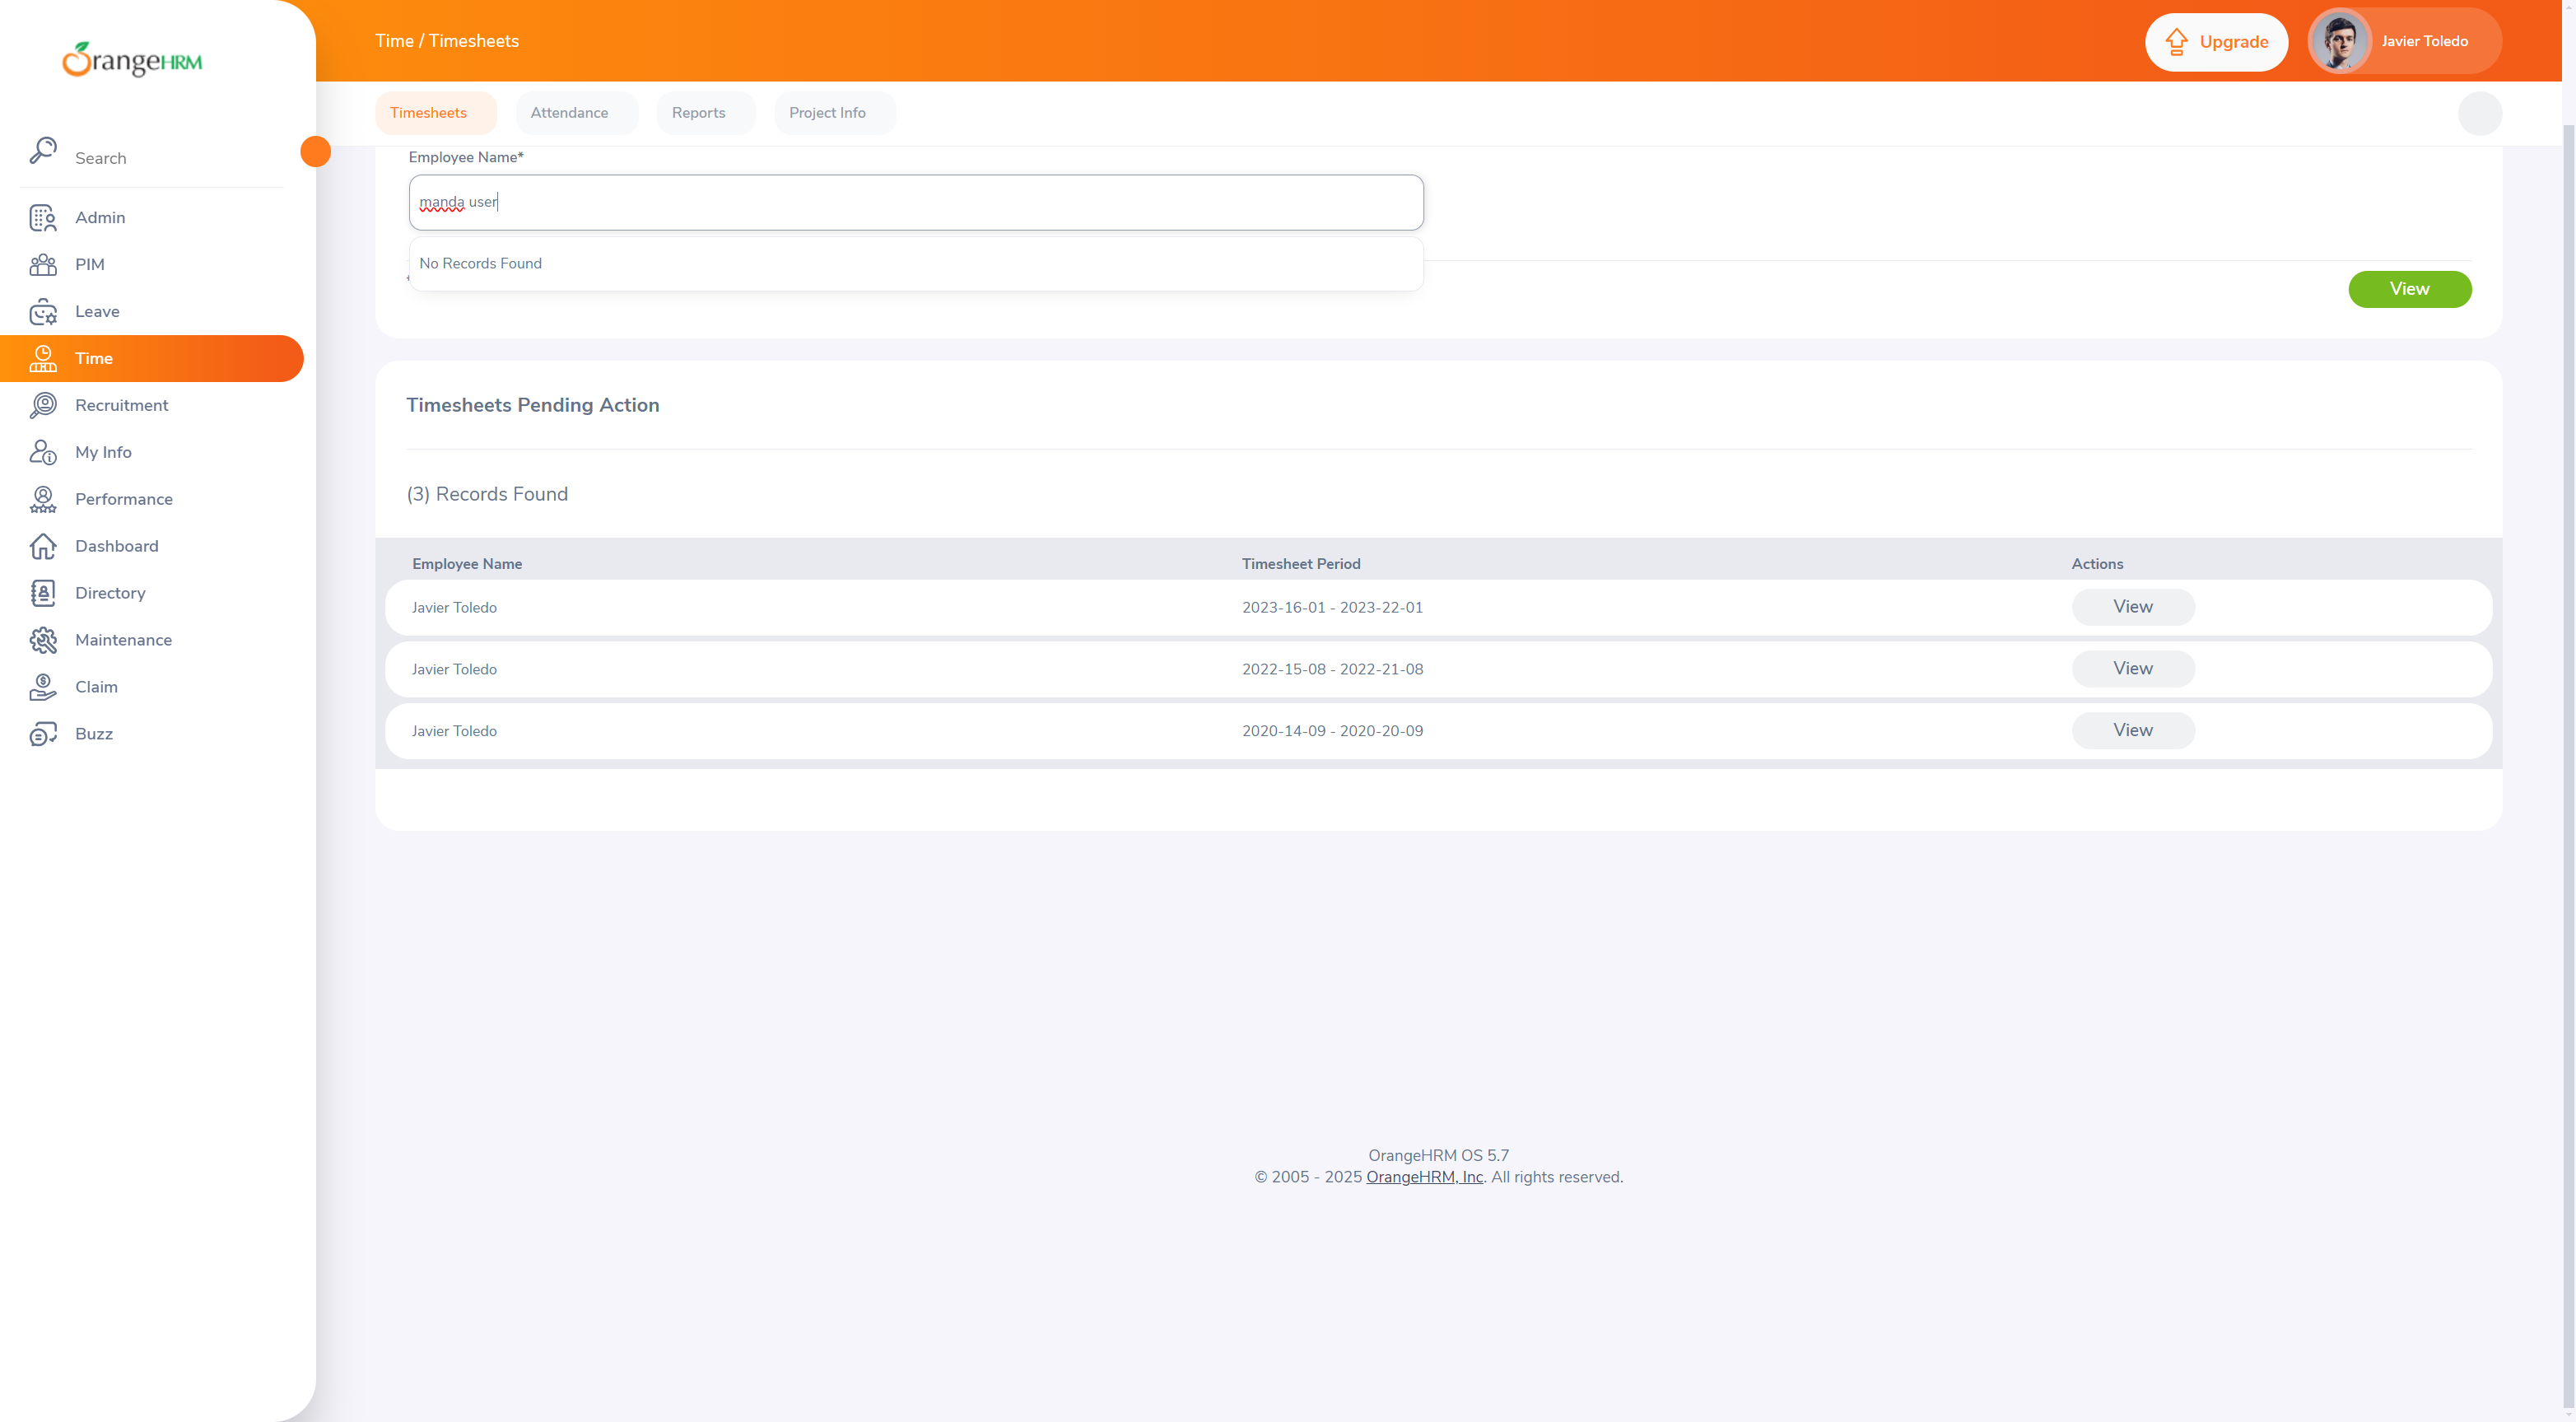 OrangeHRM
Time / Timesheets
Upgrade
Javier Toledo
Timesheets
Attendance
Reports
Project Info
Search
Admin
PIM
Leave
Time
Recruitment
My Info
Performance
Dashboard
Directory
Maintenance
Claim
Buzz
Employee Name*
manda user
No Records Found
View
Timesheets Pending Action
(3) Records Found
Employee Name Timesheet Period Actions
Javier Toledo 2023-16-01 - 2023-22-01 View
Javier Toledo 2022-15-08 - 2022-21-08 View
Javier Toledo 2020-14-09 - 2020-20-09 View
OrangeHRM OS 5.7
© 2005 - 2025 OrangeHRM, Inc. All rights reserved.